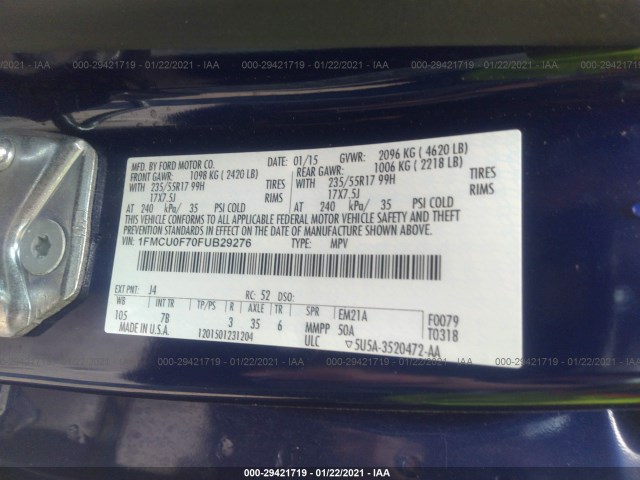 000-29421719 - 01/22/2021 - IAA 000-29421719 - 01/22/2021 - IAA 000-29421719 - 01/22/2021 - IAA
MFD. BY FORD MOTOR CO. DATE: 01/15 GVWR: 2096 KG ( 4620 LB)
FRONT GAWR: 1098 KG ( 2420 LB) REAR GAWR: 1006 KG ( 2218 LB)
WITH 235/55R17 99H TIRES WITH 235/55R17 99H TIRES
17X7.5J RIMS 17X7.5J RIMS
AT 240 kPa/ 35 PSI COLD AT 240 kPa/ 35 PSI COLD
THIS VEHICLE CONFORMS TO ALL APPLICABLE FEDERAL MOTOR VEHICLE SAFETY AND
THEFT PREVENTION STANDARDS IN EFFECT ON THE DATE OF MANUFACTURE SHOWN ABOVE.
VIN: 1FMCU0F70FUB29276 TYPE: MPV
EXT PNT: J4 RC: 52 DSO:
WB INT TR TP/PS R AXLE TR SPR EM21A F0079
105 7B 3 35 6 MMPP 50A T0318
MADE IN U.S.A. 1201501231204 ULC ▽5U5A-3520472-AA
000-29421719 - 01/22/2021 - IAA 000-29421719 - 01/22/2021 - IAA
000-29421719 - 01/22/2021 - IAA